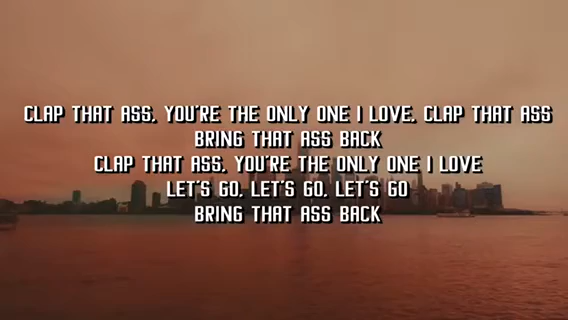 CLAP THAT ASS, YOU'RE THE ONLY ONE I LOVE, CLAP THAT ASS
BRING THAT ASS BACK
CLAP THAT ASS, YOU'RE THE ONLY ONE I LOVE
LET'S GO, LET'S GO, LET'S GO
BRING THAT ASS BACK